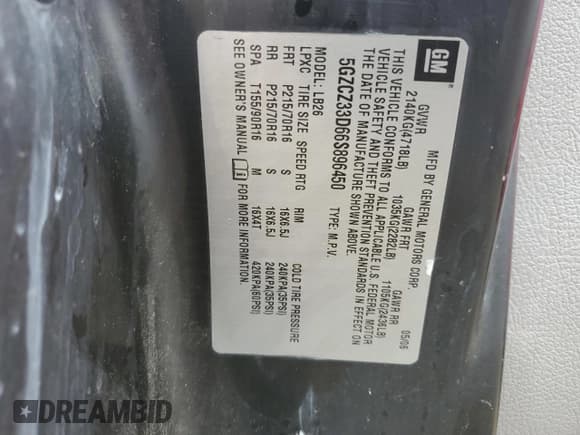 GM
MFD BY GENERAL MOTORS CORP. 05/06
GVWR GAWR FRT GAWR RR
2140KG(4718LB) 1035KG(2282LB) 1105KG(2436LB)
THIS VEHICLE CONFORMS TO ALL APPLICABLE U.S. FEDERAL MOTOR
VEHICLE SAFETY AND THEFT PREVENTION STANDARDS IN EFFECT ON
THE DATE OF MANUFACTURE SHOWN ABOVE.
5GZCZ33D66S896450 TYPE: M.P.V.
MODEL: LB26
LPXC TIRE SIZE SPEED RTG RIM COLD TIRE PRESSURE
FRT P215/70R16 S 16X6.5J 240KPA(35PSI)
RR P215/70R16 S 16X6.5J 240KPA(35PSI)
SPA T155/90R16 M 16X4T 420KPA(60PSI)
SEE OWNER'S MANUAL FOR MORE INFORMATION.
DREAMBID